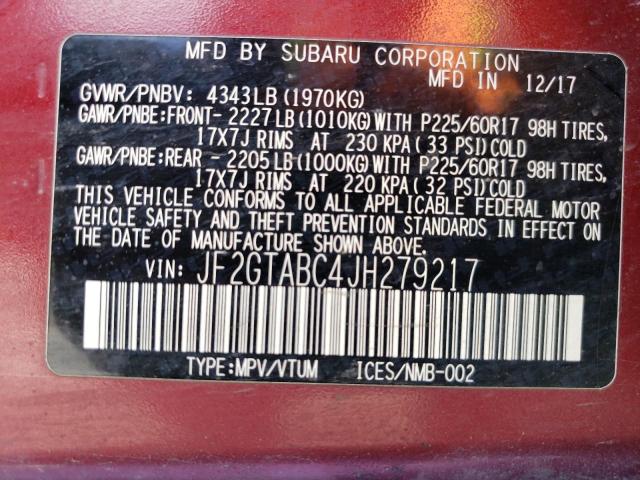 MFD BY SUBARU CORPORATION
MFD IN 12/17
GVWR/PNBV: 4343LB (1970KG)
GAWR/PNBE:FRONT- 2227 LB(1010KG)WITH P225/60R17 98H TIRES,
17X7J RIMS AT 230 KPA (33 PSI)COLD
GAWR/PNBE:REAR - 2205 LB(1000KG)WITH P225/60R17 98H TIRES,
17X7J RIMS AT 220 KPA (32 PSI)COLD
THIS VEHICLE CONFORMS TO ALL APPLICABLE FEDERAL MOTOR
VEHICLE SAFETY AND THEFT PREVENTION STANDARDS IN EFFECT ON
THE DATE OF MANUFACTURE SHOWN ABOVE.
VIN: JF2GTABC4JH279217
TYPE:MPV/VTUM ICES/NMB-002